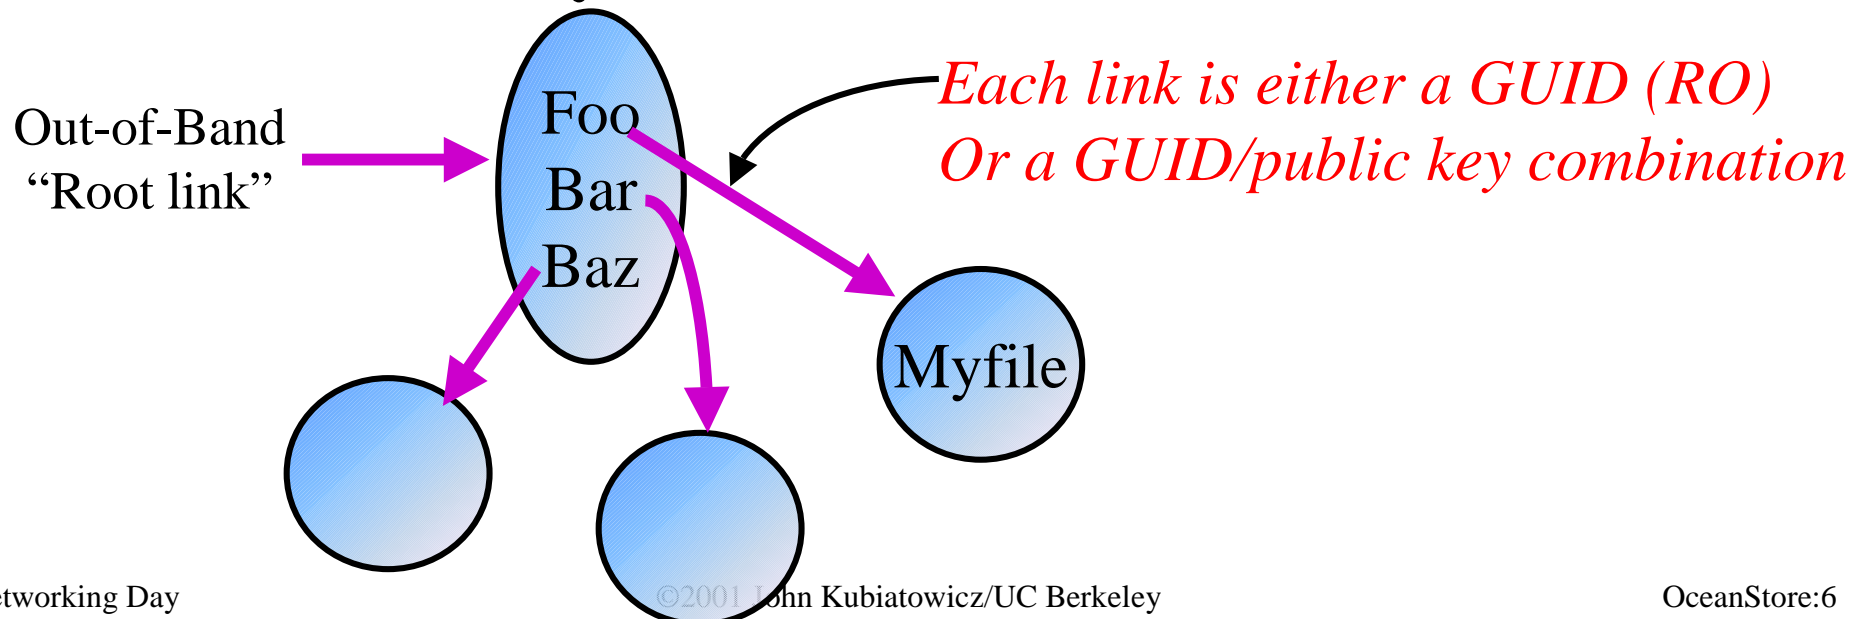 Out-of-Band
“Root link”
Foo
Bar
Baz
Each link is either a GUID (RO)
Or a GUID/public key combination
Myfile
Day
©2001 John Kubiatowicz/UC Berkeley
OceanStore:6